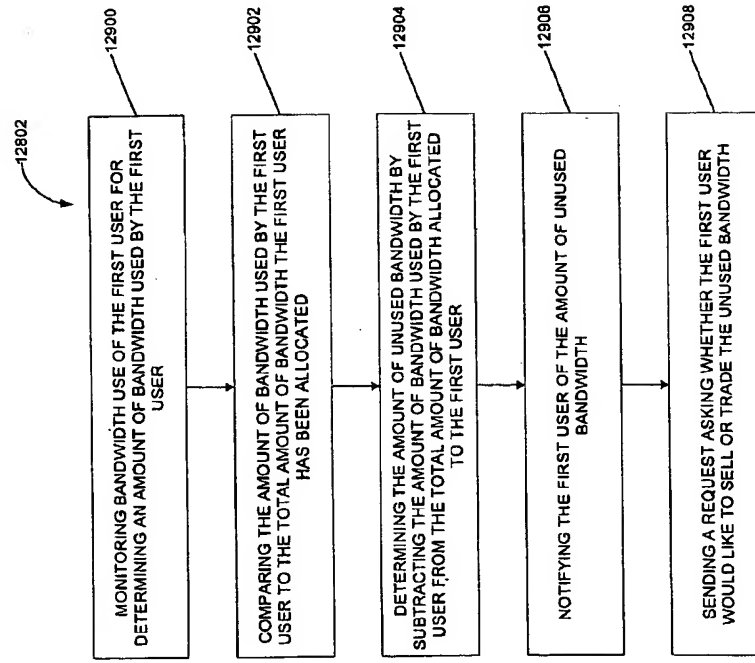 12802
MONITORING BANDWIDTH USE OF THE FIRST USER FOR
DETERMINING AN AMOUNT OF BANDWIDTH USED BY THE FIRST
USER
12900
COMPARING THE AMOUNT OF BANDWIDTH USED BY THE FIRST
USER TO THE TOTAL AMOUNT OF BANDWIDTH THE FIRST USER
HAS BEEN ALLOCATED
12902
DETERMINING THE AMOUNT OF UNUSED BANDWIDTH BY
SUBTRACTING THE AMOUNT OF BANDWIDTH USED BY THE FIRST
USER FROM THE TOTAL AMOUNT OF BANDWIDTH ALLOCATED
TO THE FIRST USER
12904
NOTIFYING THE FIRST USER OF THE AMOUNT OF UNUSED
BANDWIDTH
12906
SENDING A REQUEST ASKING WHETHER THE FIRST USER
WOULD LIKE TO SELL OR TRADE THE UNUSED BANDWIDTH
12908